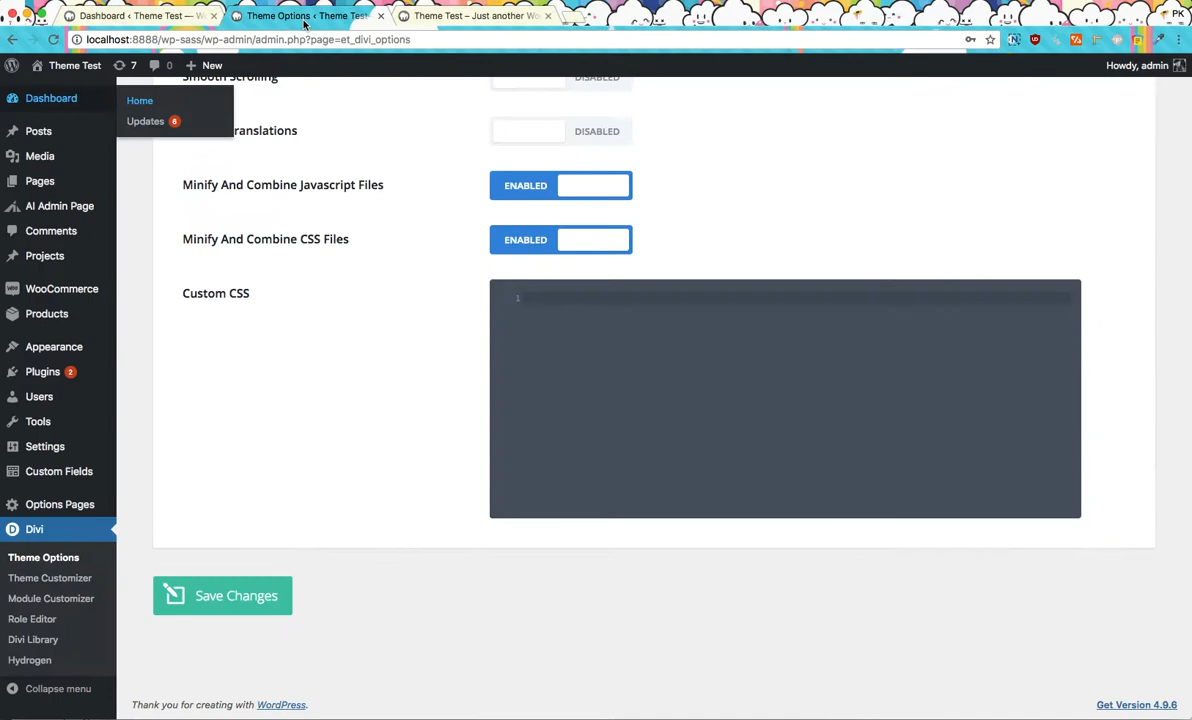 Dashboard ‹ Theme Test — W
Theme Options ‹ Theme Test
Theme Test – Just another Wo
PK
localhost:8888/wp-sass/wp-admin/admin.php?page=et_divi_options
Theme Test
7
0
New
Howdy, admin
Dashboard
Home
Updates 6
Posts
Media
Pages
AI Admin Page
Comments
Projects
WooCommerce
Products
Appearance
Plugins 2
Users
Tools
Settings
Custom Fields
Options Pages
Divi
Theme Options
Theme Customizer
Module Customizer
Role Editor
Divi Library
Hydrogen
Collapse menu
Smooth Scrolling
DISABLED
ranslations
DISABLED
Minify And Combine Javascript Files
ENABLED
Minify And Combine CSS Files
ENABLED
Custom CSS
1
Save Changes
Thank you for creating with WordPress.
Get Version 4.9.6